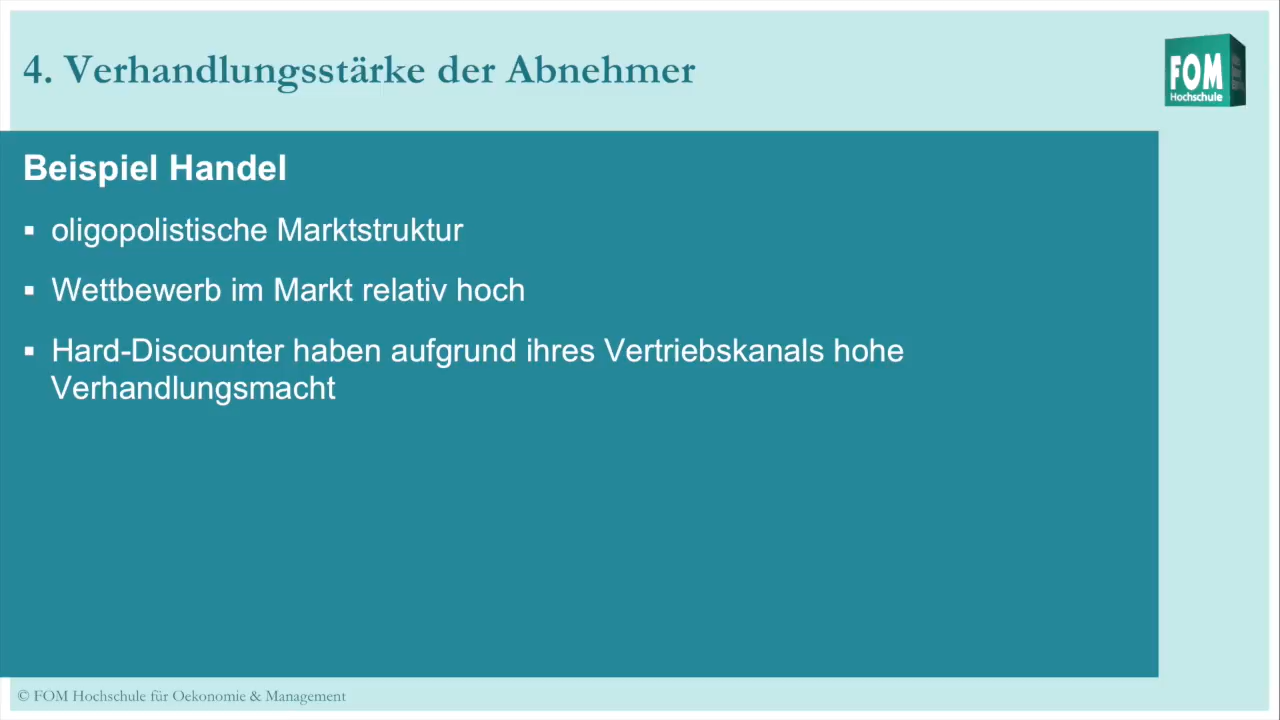 4. Verhandlungsstärke der Abnehmer
FOM
Hochschule
Beispiel Handel
▪ oligopolistische Marktstruktur
▪ Wettbewerb im Markt relativ hoch
▪ Hard-Discounter haben aufgrund ihres Vertriebskanals hohe
Verhandlungsmacht
© FOM Hochschule für Oekonomie & Management